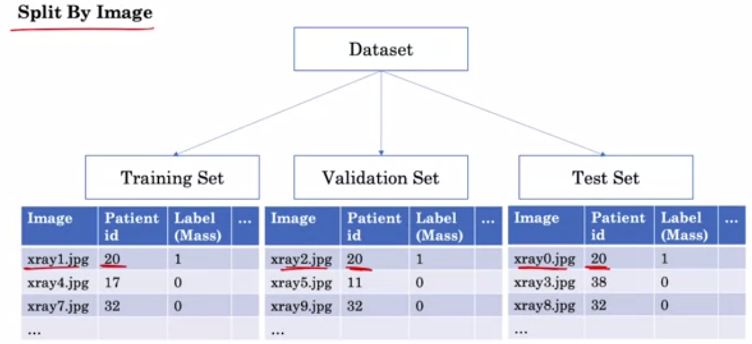 Split By Image
Dataset
Training Set
Validation Set
Test Set
Image Patient id Label (Mass) ...
xray1.jpg 20 1
xray4.jpg 17 0
xray7.jpg 32 0
...
Image Patient id Label (Mass) ...
xray2.jpg 20 1
xray5.jpg 11 0
xray9.jpg 32 0
...
Image Patient id Label (Mass) ...
xray0.jpg 20 1
xray3.jpg 38 0
xray8.jpg 32 0
...